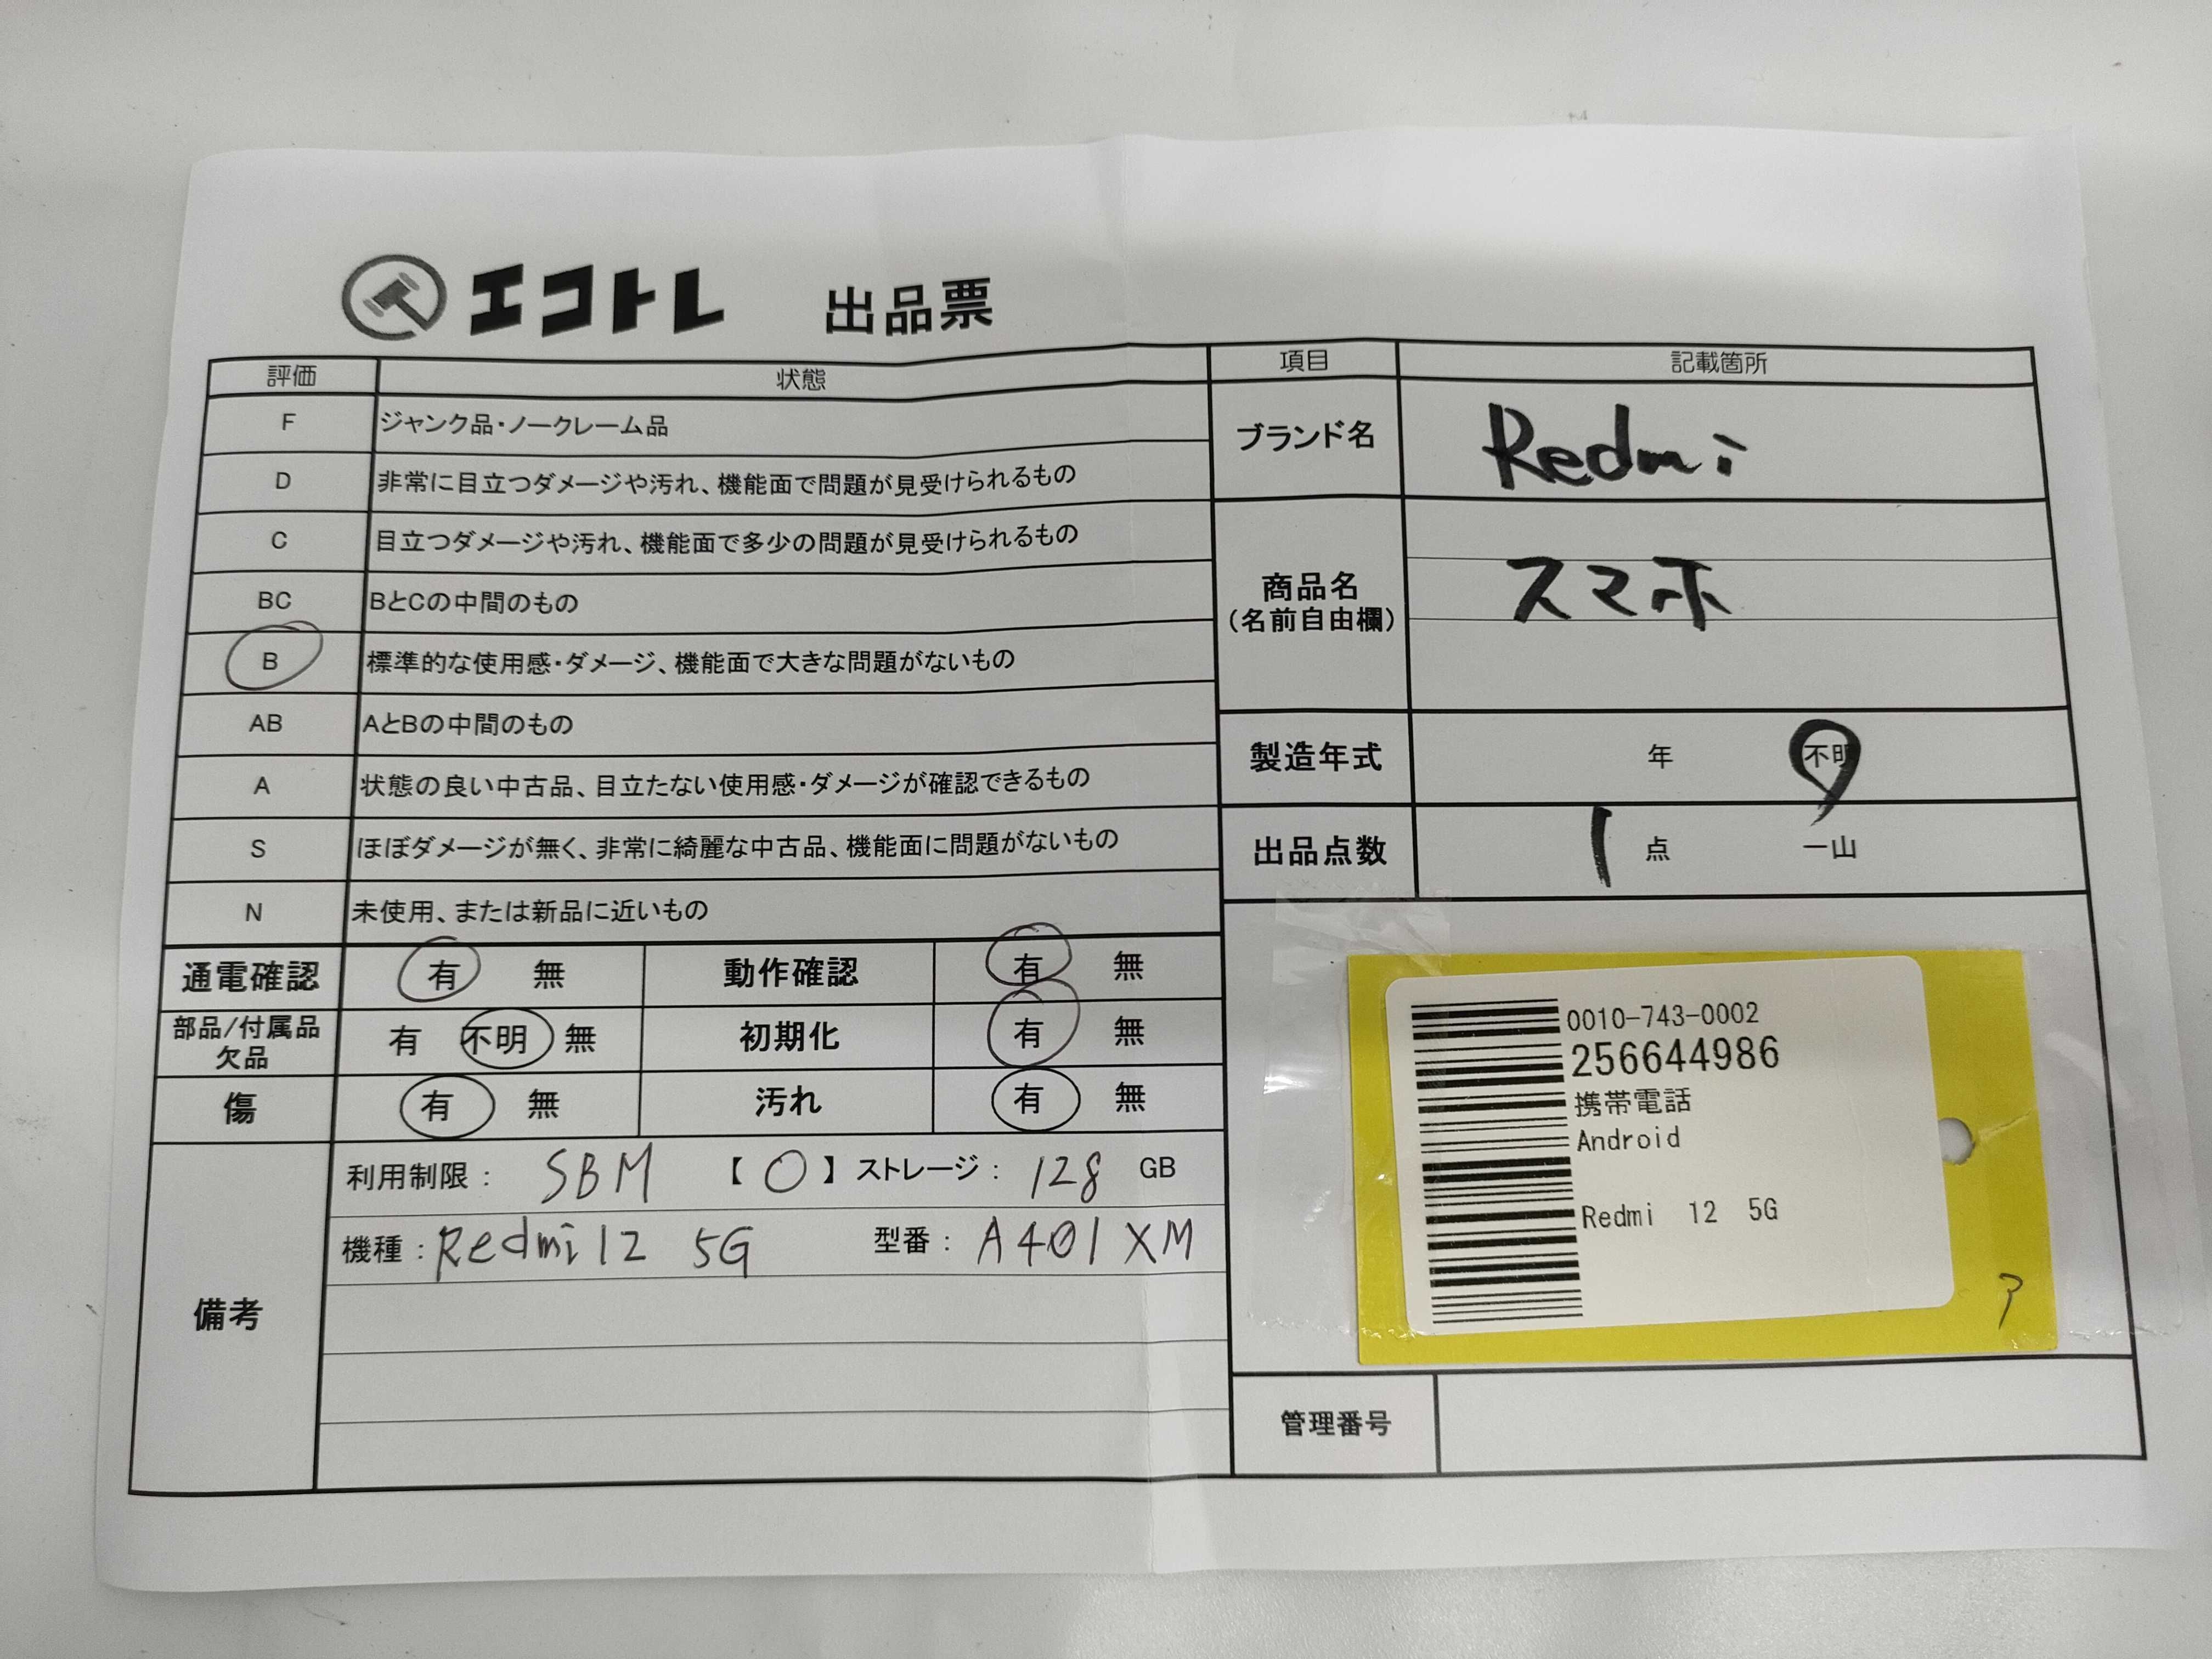 エコトレ 出品票
評価 状態
F ジャンク品・ノークレーム品
D 非常に目立つダメージや汚れ、機能面で問題が見受けられるもの
C 目立つダメージや汚れ、機能面で多少の問題が見受けられるもの
BC BとCの中間のもの
B 標準的な使用感・ダメージ、機能面で大きな問題がないもの
AB AとBの中間のもの
A 状態の良い中古品、目立たない使用感・ダメージが確認できるもの
S ほぼダメージが無く、非常に綺麗な中古品、機能面に問題がないもの
N 未使用、または新品に近いもの
通電確認 有 無 動作確認 有 無
部品/付属品
欠品 有 不明 無 初期化 有 無
傷 有 無 汚れ 有 無
備考
利用制限: SBM 【○】 ストレージ: 128 GB
機種: Redmi 12 5G 型番: A401XM
項目 記載箇所
ブランド名 Redmi
商品名
(名前自由欄) スマホ
製造年式 年 不明
出品点数 1 点 一山
0010-743-0002
256644986
携帯電話
Android
Redmi 12 5G
管理番号